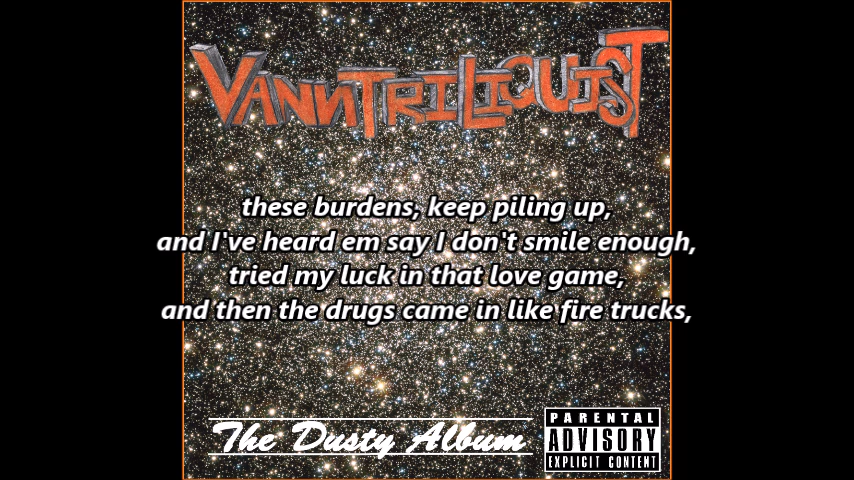 VANNTRILIQUIST
these burdens, keep piling up,
and I've heard em say I don't smile enough,
tried my luck in that love game,
and then the drugs came in like fire trucks,
The Dusty Album
PARENTAL
ADVISORY
EXPLICIT CONTENT